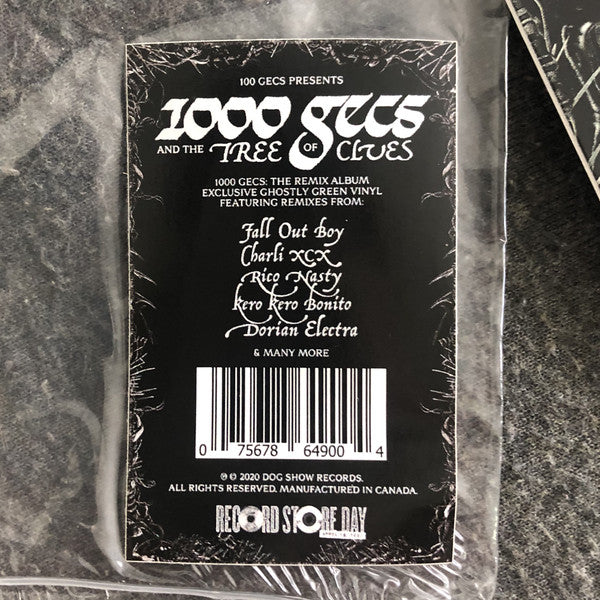 100 GECS PRESENTS
1000 gecs
AND THE TREE OF CLUES
1000 GECS: THE REMIX ALBUM
EXCLUSIVE GHOSTLY GREEN VINYL
FEATURING REMIXES FROM:
Fall Out Boy
Charli XCX
Rico Nasty
Kero Kero Bonito
Dorian Electra
& MANY MORE
0 75678 64900 4
℗ © 2020 DOG SHOW RECORDS.
ALL RIGHTS RESERVED. MANUFACTURED IN CANADA.
RECORD STORE DAY